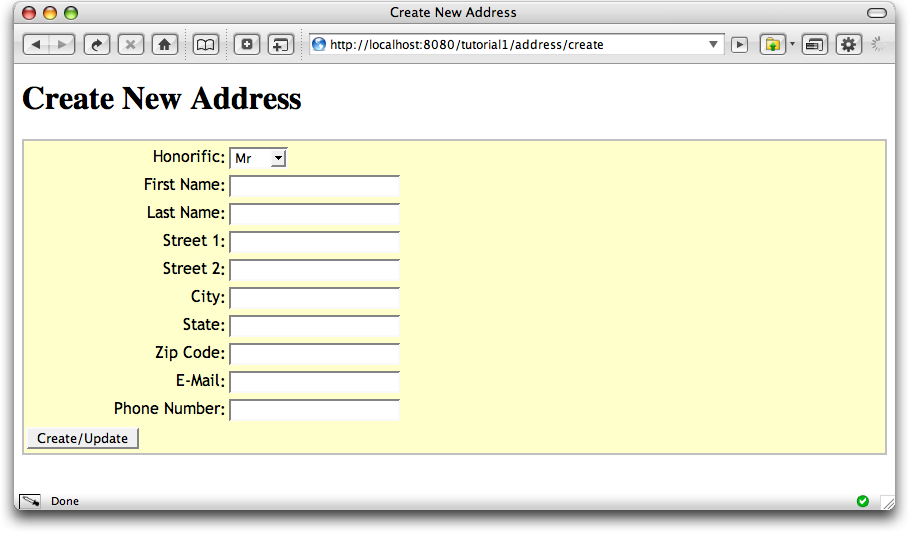 Create New Address
http://localhost:8080/tutorial1/address/create
Create New Address
Honorific: Mr
First Name:
Last Name:
Street 1:
Street 2:
City:
State:
Zip Code:
E-Mail:
Phone Number:
Create/Update
Done